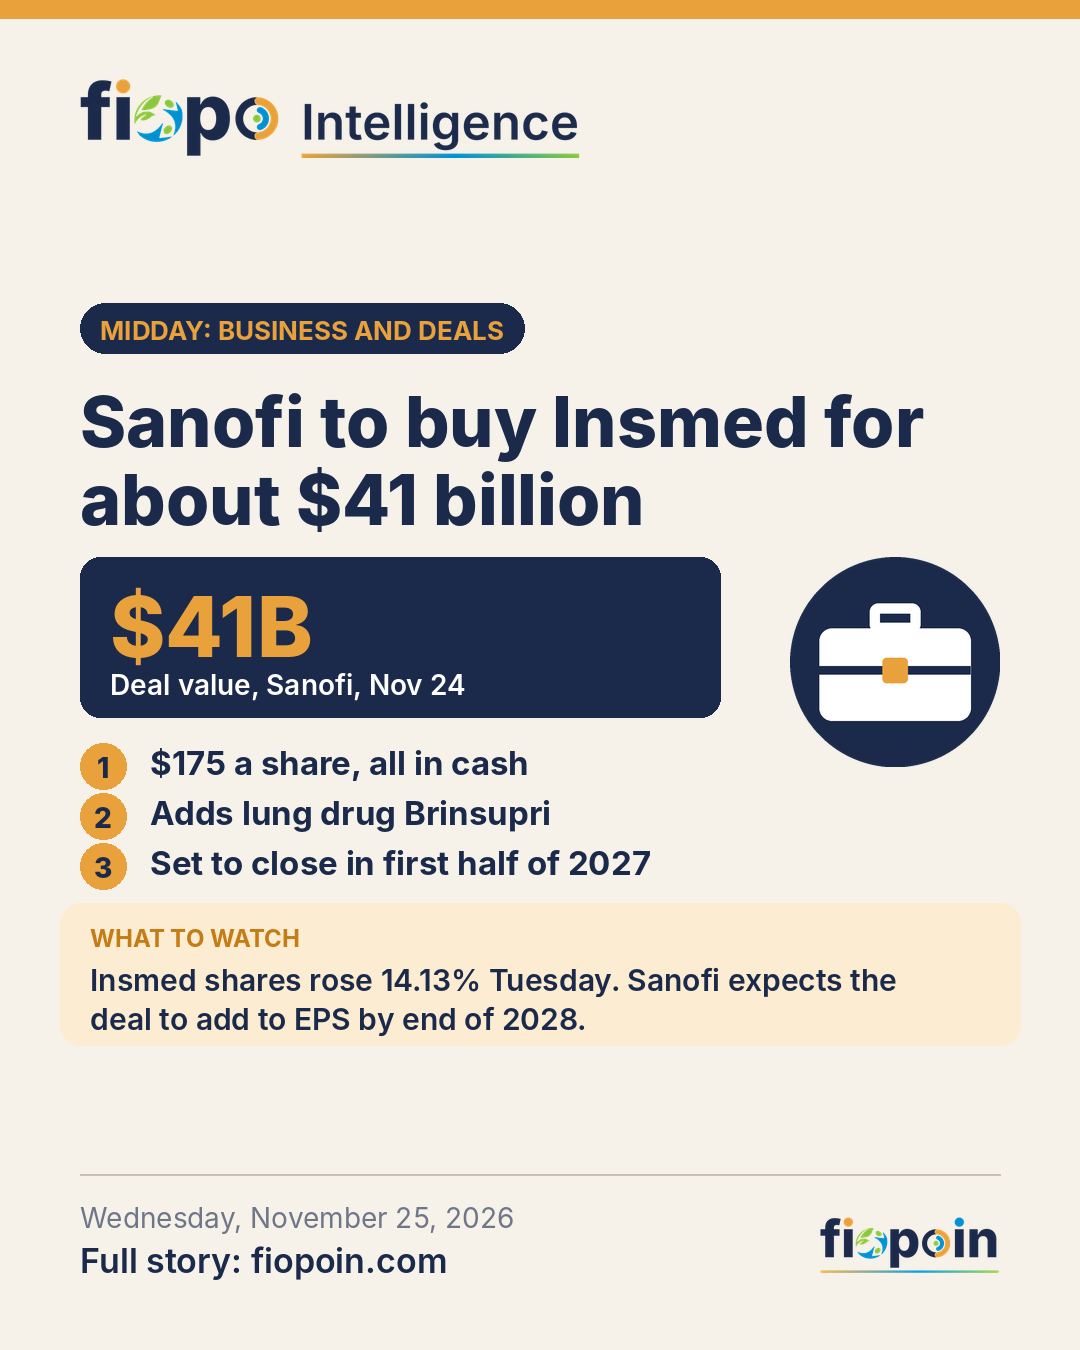 fiopo Intelligence
MIDDAY: BUSINESS AND DEALS
Sanofi to buy Insmed for
about $41 billion
$41B
Deal value, Sanofi, Nov 24
1 $175 a share, all in cash
2 Adds lung drug Brinsupri
3 Set to close in first half of 2027
WHAT TO WATCH
Insmed shares rose 14.13% Tuesday. Sanofi expects the
deal to add to EPS by end of 2028.
Wednesday, November 25, 2026
Full story: fiopoin.com
fiopoin